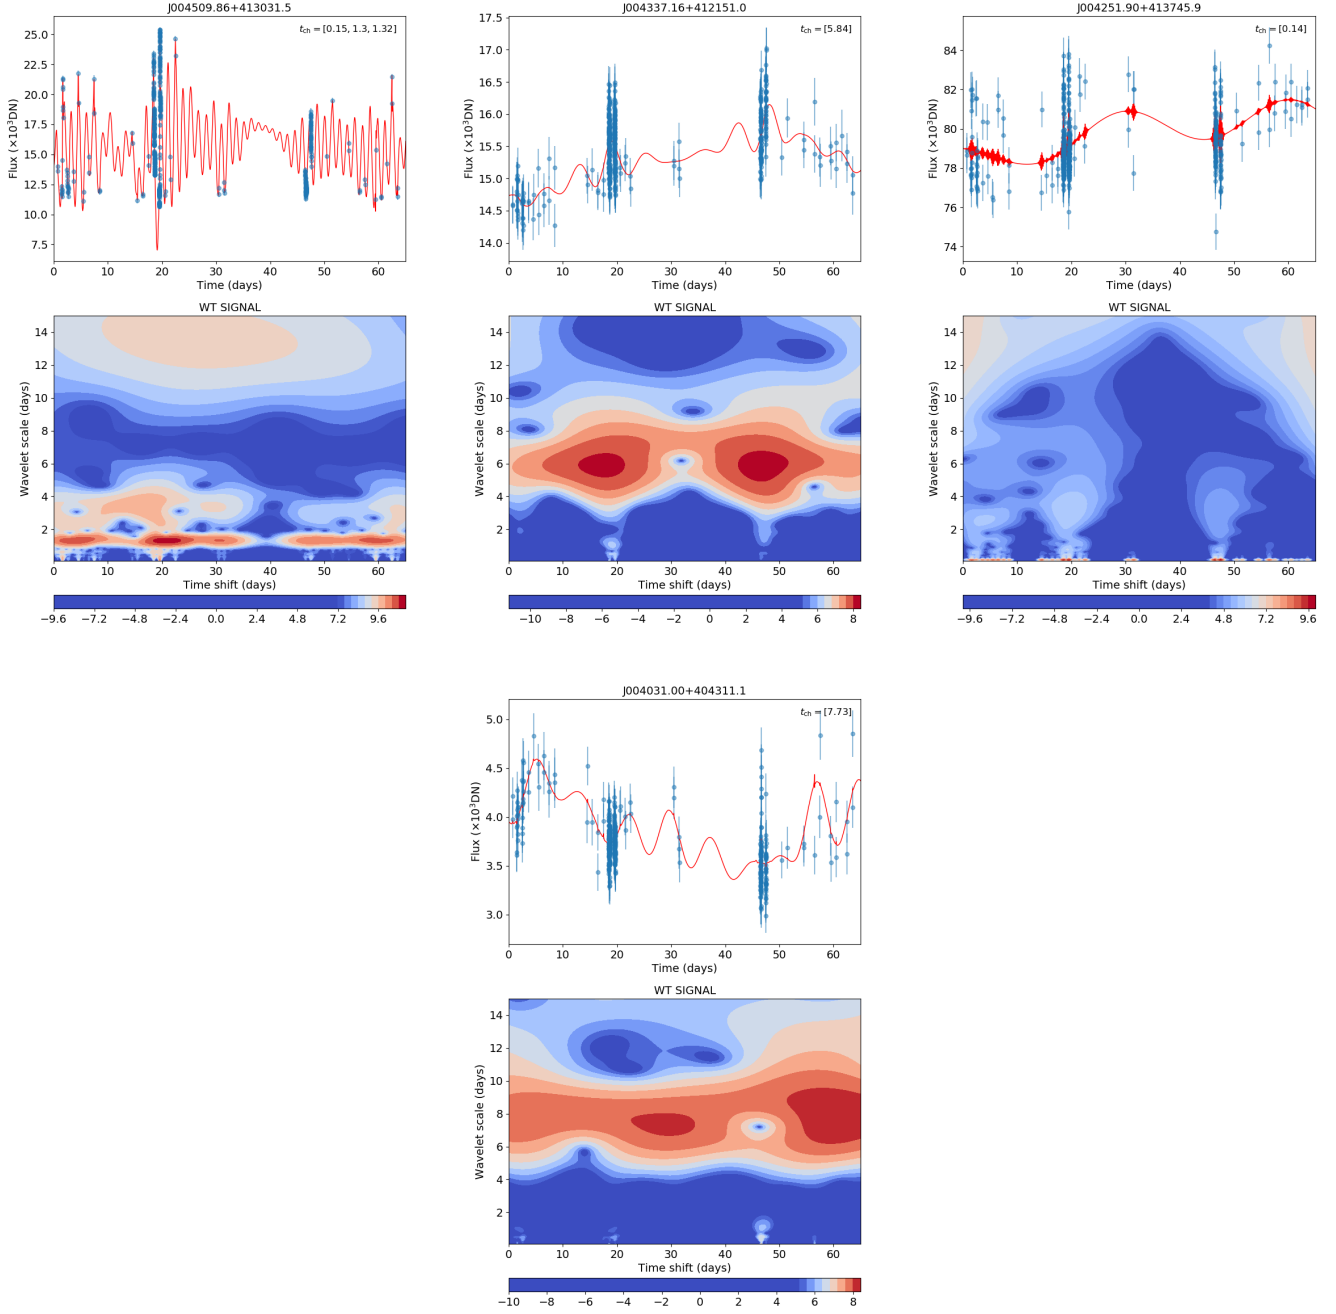 J004509.86+413031.5
t_ch = [0.15, 1.3, 1.32]
25.0
22.5
20.0
17.5
15.0
12.5
10.0
7.5
Flux (×10³DN)
0 10 20 30 40 50 60
Time (days)
WT SIGNAL
14
12
10
8
6
4
2
Wavelet scale (days)
0 10 20 30 40 50 60
Time shift (days)
−9.6 −7.2 −4.8 −2.4 0.0 2.4 4.8 7.2 9.6
J004337.16+412151.0
t_ch = [5.84]
17.5
17.0
16.5
16.0
15.5
15.0
14.5
14.0
Flux (×10³DN)
0 10 20 30 40 50 60
Time (days)
WT SIGNAL
14
12
10
8
6
4
2
Wavelet scale (days)
0 10 20 30 40 50 60
Time shift (days)
−10 −8 −6 −4 −2 0 2 4 6 8
J004251.90+413745.9
t_ch = [0.14]
84
82
80
78
76
74
Flux (×10³DN)
0 10 20 30 40 50 60
Time (days)
WT SIGNAL
14
12
10
8
6
4
2
Wavelet scale (days)
0 10 20 30 40 50 60
Time shift (days)
−9.6 −7.2 −4.8 −2.4 0.0 2.4 4.8 7.2 9.6
J004031.00+404311.1
t_ch = [7.73]
5.0
4.5
4.0
3.5
3.0
Flux (×10³DN)
0 10 20 30 40 50 60
Time (days)
WT SIGNAL
14
12
10
8
6
4
2
Wavelet scale (days)
0 10 20 30 40 50 60
Time shift (days)
−10 −8 −6 −4 −2 0 2 4 6 8